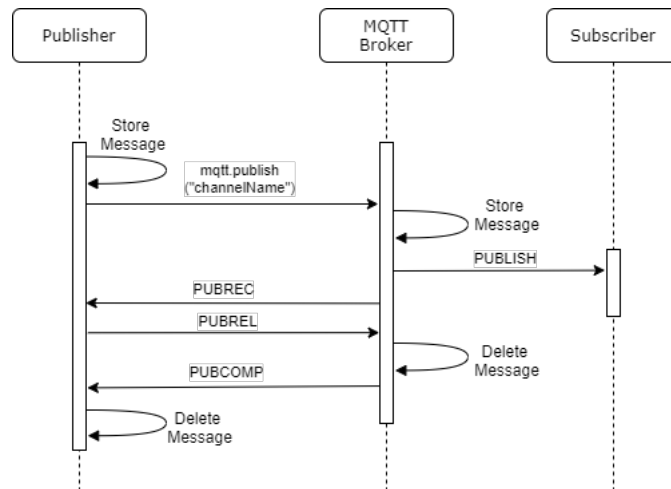 Publisher
MQTT
Broker
Subscriber
Store
Message
mqtt.publish
("channelName")
Store
Message
PUBLISH
PUBREC
PUBREL
Delete
Message
PUBCOMP
Delete
Message